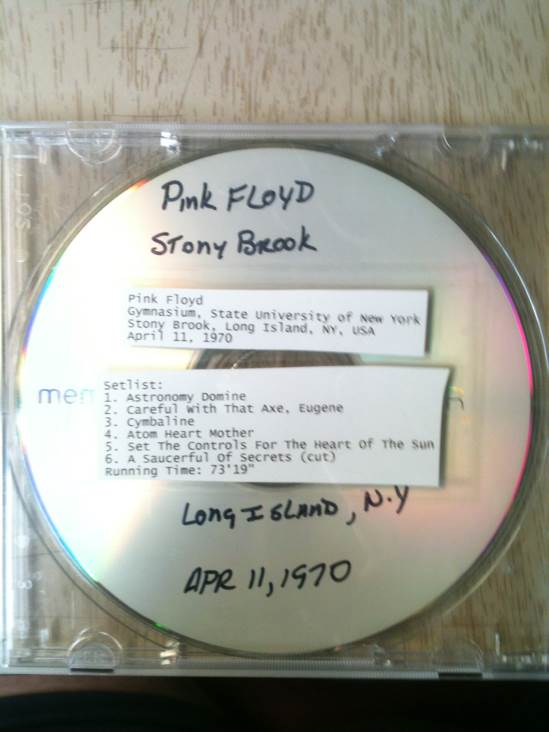 Pink FLOYD
STony BROOK
Pink Floyd
Gymnasium, State University of New York
Stony Brook, Long Island, NY, USA
April 11, 1970
Setlist:
1. Astronomy Domine
2. Careful With That Axe, Eugene
3. Cymbaline
4. Atom Heart Mother
5. Set The Controls For The Heart of The Sun
6. A Saucerful of Secrets (cut)
Running Time: 73'19"
Long ISLAND, N.Y
APR 11, 1970